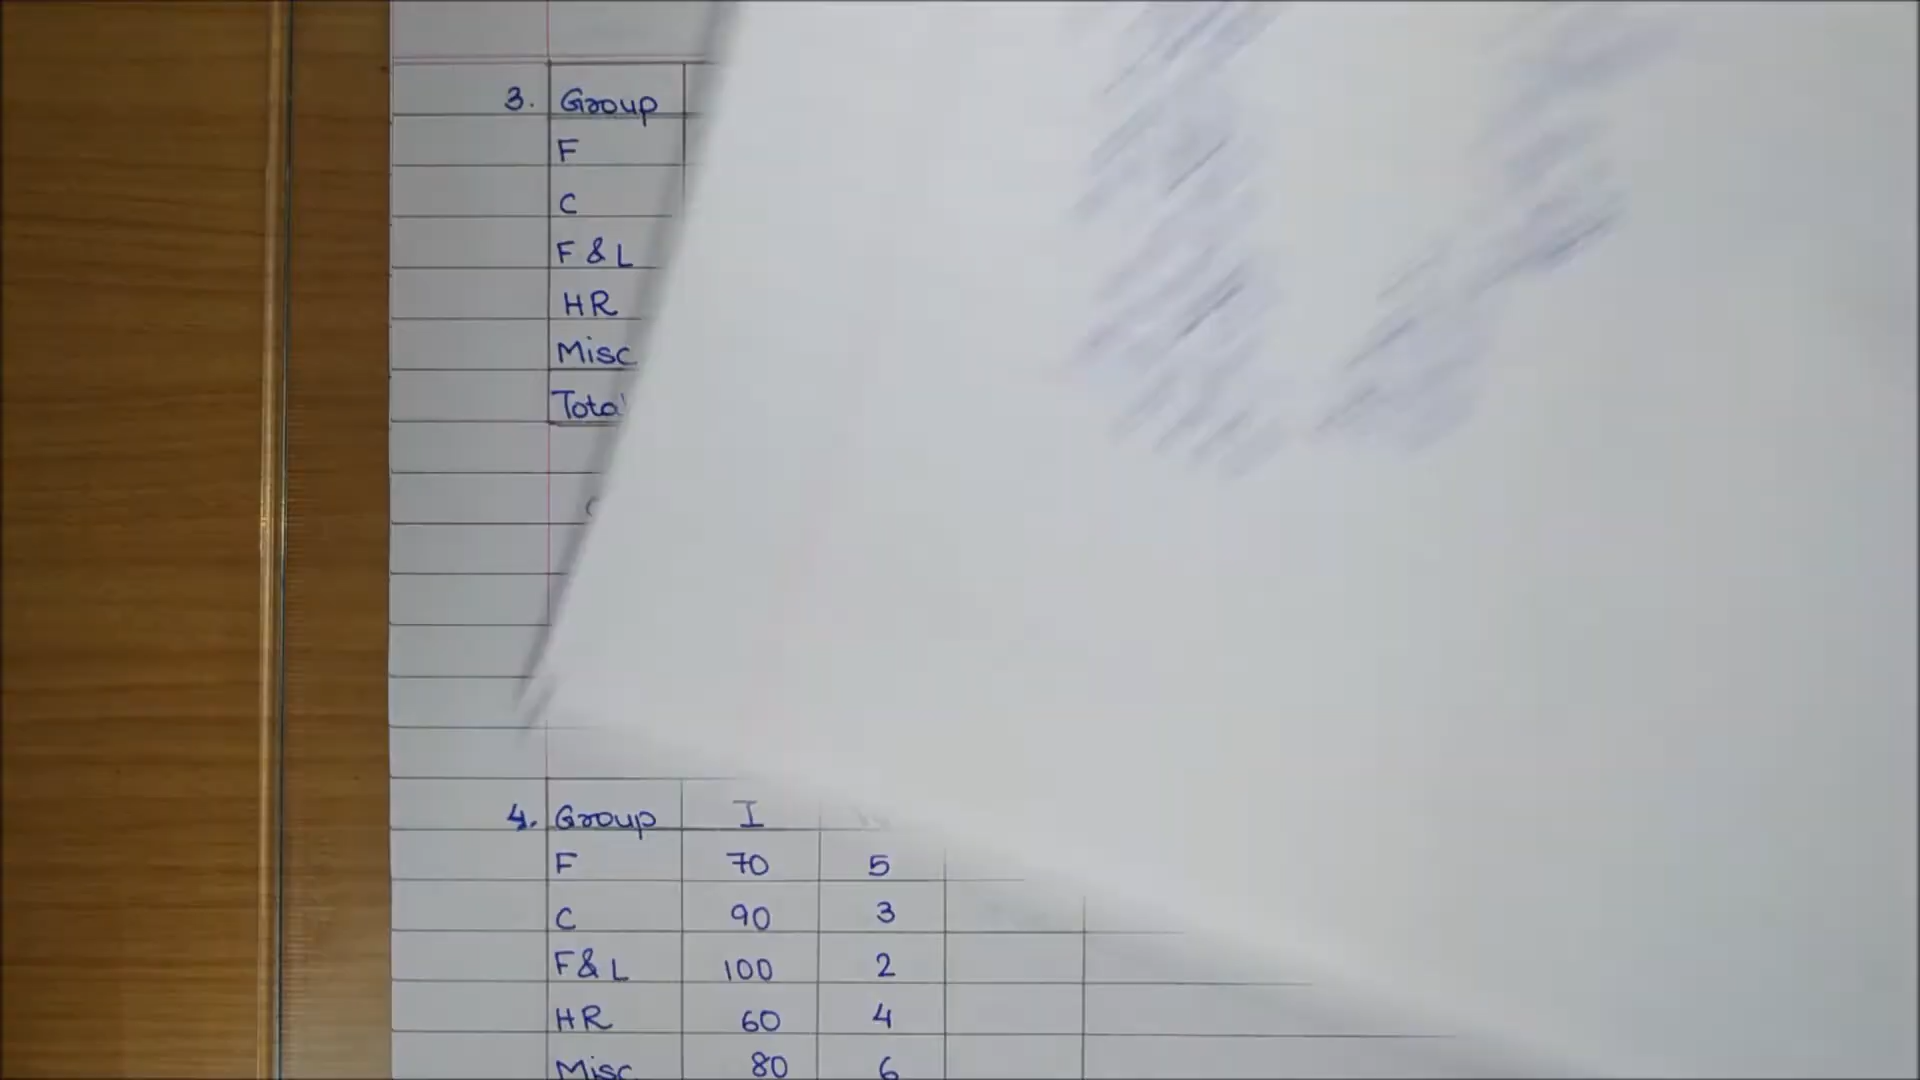 3. Group
F
C
F & L
HR
Misc
4. Group I
F 70 5
C 90 3
F & L 100 2
HR 60 4
Misc 80 6